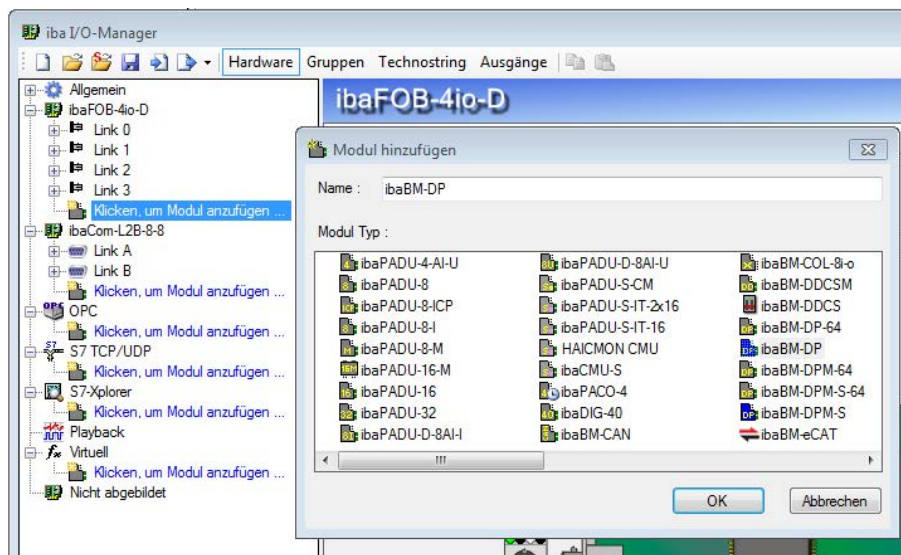 iba I/O-Manager
Hardware Gruppen Technostring Ausgänge
Allgemein
ibaFOB-4io-D
Link 0
Link 1
Link 2
Link 3
Klicken, um Modul anzufügen ...
ibaCom-L2B-8-8
Link A
Link B
Klicken, um Modul anzufügen ...
OPC
Klicken, um Modul anzufügen ...
S7 TCP/UDP
Klicken, um Modul anzufügen ...
S7-Xplorer
Klicken, um Modul anzufügen ...
Playback
Virtuell
Klicken, um Modul anzufügen ...
Nicht abgebildet
ibaFOB-4io-D
Modul hinzufügen
Name : ibaBM-DP
Modul Typ :
ibaPADU-4-AI-U ibaPADU-D-8AI-U ibaBM-COL-8i-o
ibaPADU-8 ibaPADU-S-CM ibaBM-DDCSM
ibaPADU-8-ICP ibaPADU-S-IT-2x16 ibaBM-DDCS
ibaPADU-8-I ibaPADU-S-IT-16 ibaBM-DP-64
ibaPADU-8-M HAICMON CMU ibaBM-DP
ibaPADU-16-M ibaCMU-S ibaBM-DPM-64
ibaPADU-16 ibaPACO-4 ibaBM-DPM-S-64
ibaPADU-32 ibaDIG-40 ibaBM-DPM-S
ibaPADU-D-8AI-I ibaBM-CAN ibaBM-eCAT
OK Abbrechen